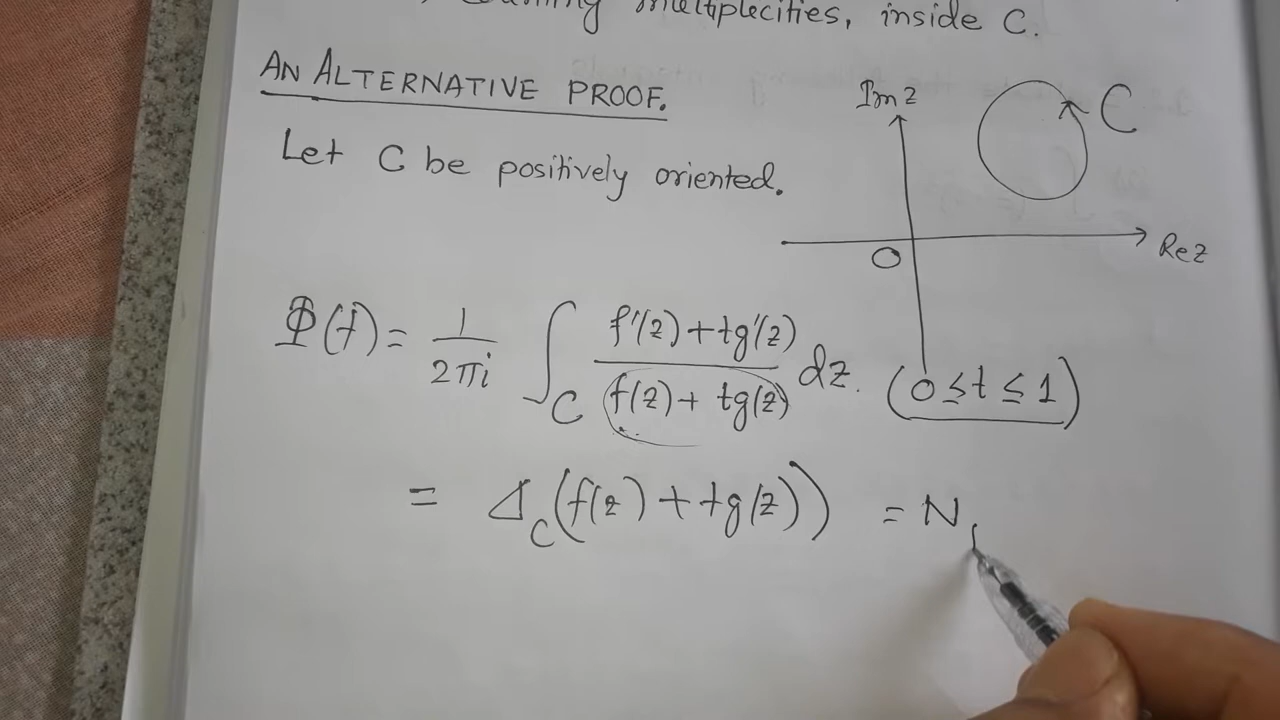 multiplecities, inside C.
AN ALTERNATIVE PROOF.
Let C be positively oriented.
Im z
C
Re z
O
Φ(t) = 1/2πi ∫_C (f'(z)+tg'(z))/(f(z)+tg(z)) dz. (0≤t≤1)
= Δ_C(f(z)+tg(z)) = N